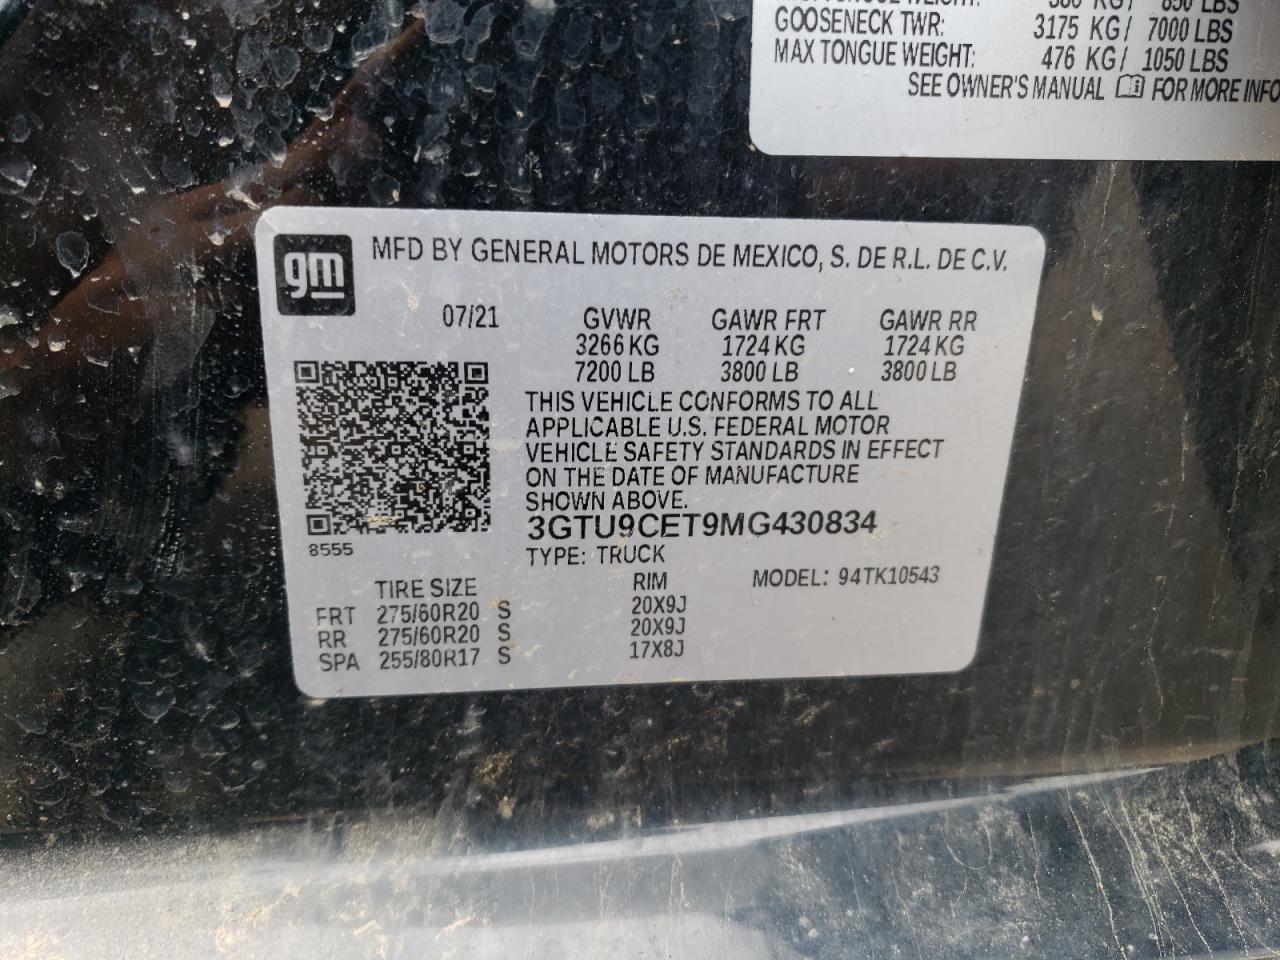 380 KG/ 850 LBS
GOOSENECK TWR: 3175 KG/ 7000 LBS
MAX TONGUE WEIGHT: 476 KG/ 1050 LBS
SEE OWNER'S MANUAL FOR MORE INFO
gm
MFD BY GENERAL MOTORS DE MEXICO, S. DE R.L. DE C.V.
07/21 GVWR GAWR FRT GAWR RR
3266 KG 1724 KG 1724 KG
7200 LB 3800 LB 3800 LB
THIS VEHICLE CONFORMS TO ALL
APPLICABLE U.S. FEDERAL MOTOR
VEHICLE SAFETY STANDARDS IN EFFECT
ON THE DATE OF MANUFACTURE
SHOWN ABOVE.
3GTU9CET9MG430834
8555
TYPE: TRUCK
TIRE SIZE RIM MODEL: 94TK10543
FRT 275/60R20 S 20X9J
RR 275/60R20 S 20X9J
SPA 255/80R17 S 17X8J